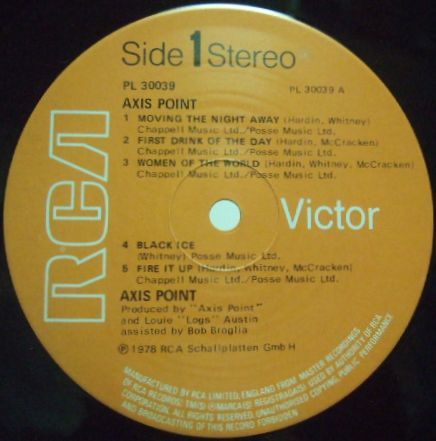 Side 1 Stereo
PL 30039
PL 30039 A
AXIS POINT
1 MOVING THE NIGHT AWAY (Hardin, Whitney)
Chappell Music Ltd./Posse Music Ltd.
2 FIRST DRINK OF THE DAY (Hardin, McCracken)
Chappell Music Ltd./Posse Music Ltd.
3 WOMEN OF THE WORLD (Hardin, Whitney, McCracken)
Chappell Music Ltd./Posse Music Ltd.
RCA
Victor
4 BLACK ICE
(Whitney) Posse Music Ltd.
5 FIRE IT UP (Hardin, Whitney, McCracken)
Chappell Music Ltd./Posse Music Ltd.
AXIS POINT
Produced by "Axis Point"
and Louie "Logs" Austin
assisted by Bob Broglia
Ⓟ 1978 RCA Schallplatten GmbH
MANUFACTURED BY RCA LIMITED, ENGLAND FROM MASTER RECORDINGS
OF RCA RECORDS: TM(S) ® MARCA(S) REGISTRADA(S) USED BY AUTHORITY OF RCA
CORPORATION. ALL RIGHTS RESERVED. UNAUTHORISED COPYING, PUBLIC PERFORMANCE
AND BROADCASTING OF THIS RECORD FORBIDDEN